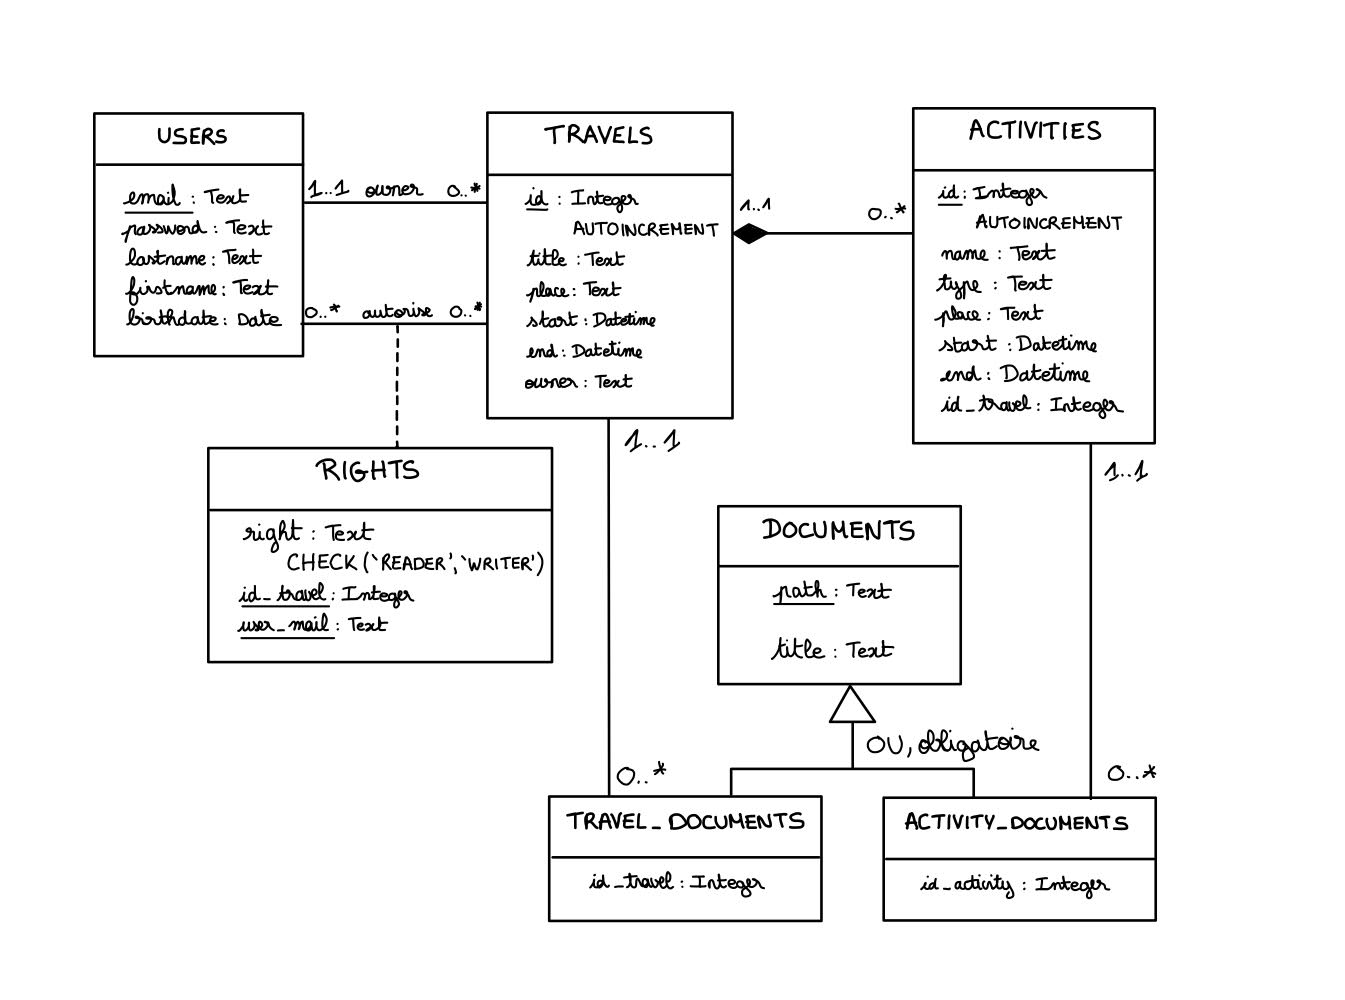 USERS
email : Text
password : Text
lastname : Text
firstname : Text
birthdate : Date
1..1 owner 0..*
0..* autorise 0..*
TRAVELS
id : Integer
AUTOINCREMENT
title : Text
place : Text
start : Datetime
end : Datetime
owner : Text
1..1
0..*
ACTIVITIES
id : Integer
AUTOINCREMENT
name : Text
type : Text
place : Text
start : Datetime
end : Datetime
id_travel : Integer
1..1
1..1
RIGHTS
right : Text
CHECK (`READER', `WRITER')
id_travel : Integer
user_mail : Text
DOCUMENTS
path : Text
title : Text
OU, obligatoire
0..*
0..*
TRAVEL_DOCUMENTS
id_travel : Integer
ACTIVITY_DOCUMENTS
id_activity : Integer